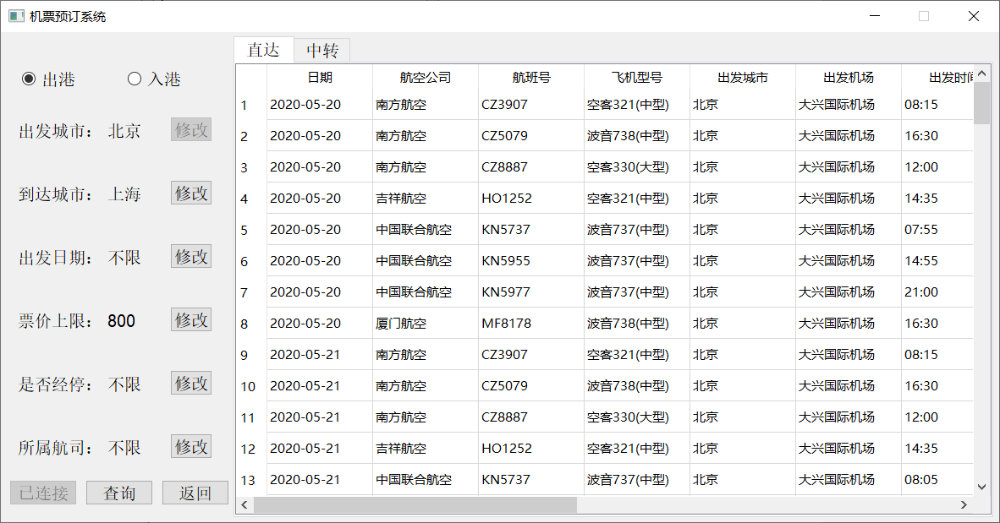 机票预订系统
出港 入港
出发城市： 北京 修改
到达城市： 上海 修改
出发日期： 不限 修改
票价上限： 800 修改
是否经停： 不限 修改
所属航司： 不限 修改
已连接 查询 返回
直达 中转
日期 航空公司 航班号 飞机型号 出发城市 出发机场 出发时间
1 2020-05-20 南方航空 CZ3907 空客321(中型) 北京 大兴国际机场 08:15
2 2020-05-20 南方航空 CZ5079 波音738(中型) 北京 大兴国际机场 16:30
3 2020-05-20 南方航空 CZ8887 空客330(大型) 北京 大兴国际机场 12:00
4 2020-05-20 吉祥航空 HO1252 空客321(中型) 北京 大兴国际机场 14:35
5 2020-05-20 中国联合航空 KN5737 波音737(中型) 北京 大兴国际机场 07:55
6 2020-05-20 中国联合航空 KN5955 波音737(中型) 北京 大兴国际机场 14:55
7 2020-05-20 中国联合航空 KN5977 波音737(中型) 北京 大兴国际机场 21:00
8 2020-05-20 厦门航空 MF8178 波音738(中型) 北京 大兴国际机场 16:30
9 2020-05-21 南方航空 CZ3907 空客321(中型) 北京 大兴国际机场 08:15
10 2020-05-21 南方航空 CZ5079 波音738(中型) 北京 大兴国际机场 16:30
11 2020-05-21 南方航空 CZ8887 空客330(大型) 北京 大兴国际机场 12:00
12 2020-05-21 吉祥航空 HO1252 空客321(中型) 北京 大兴国际机场 14:35
13 2020-05-21 中国联合航空 KN5737 波音737(中型) 北京 大兴国际机场 08:05